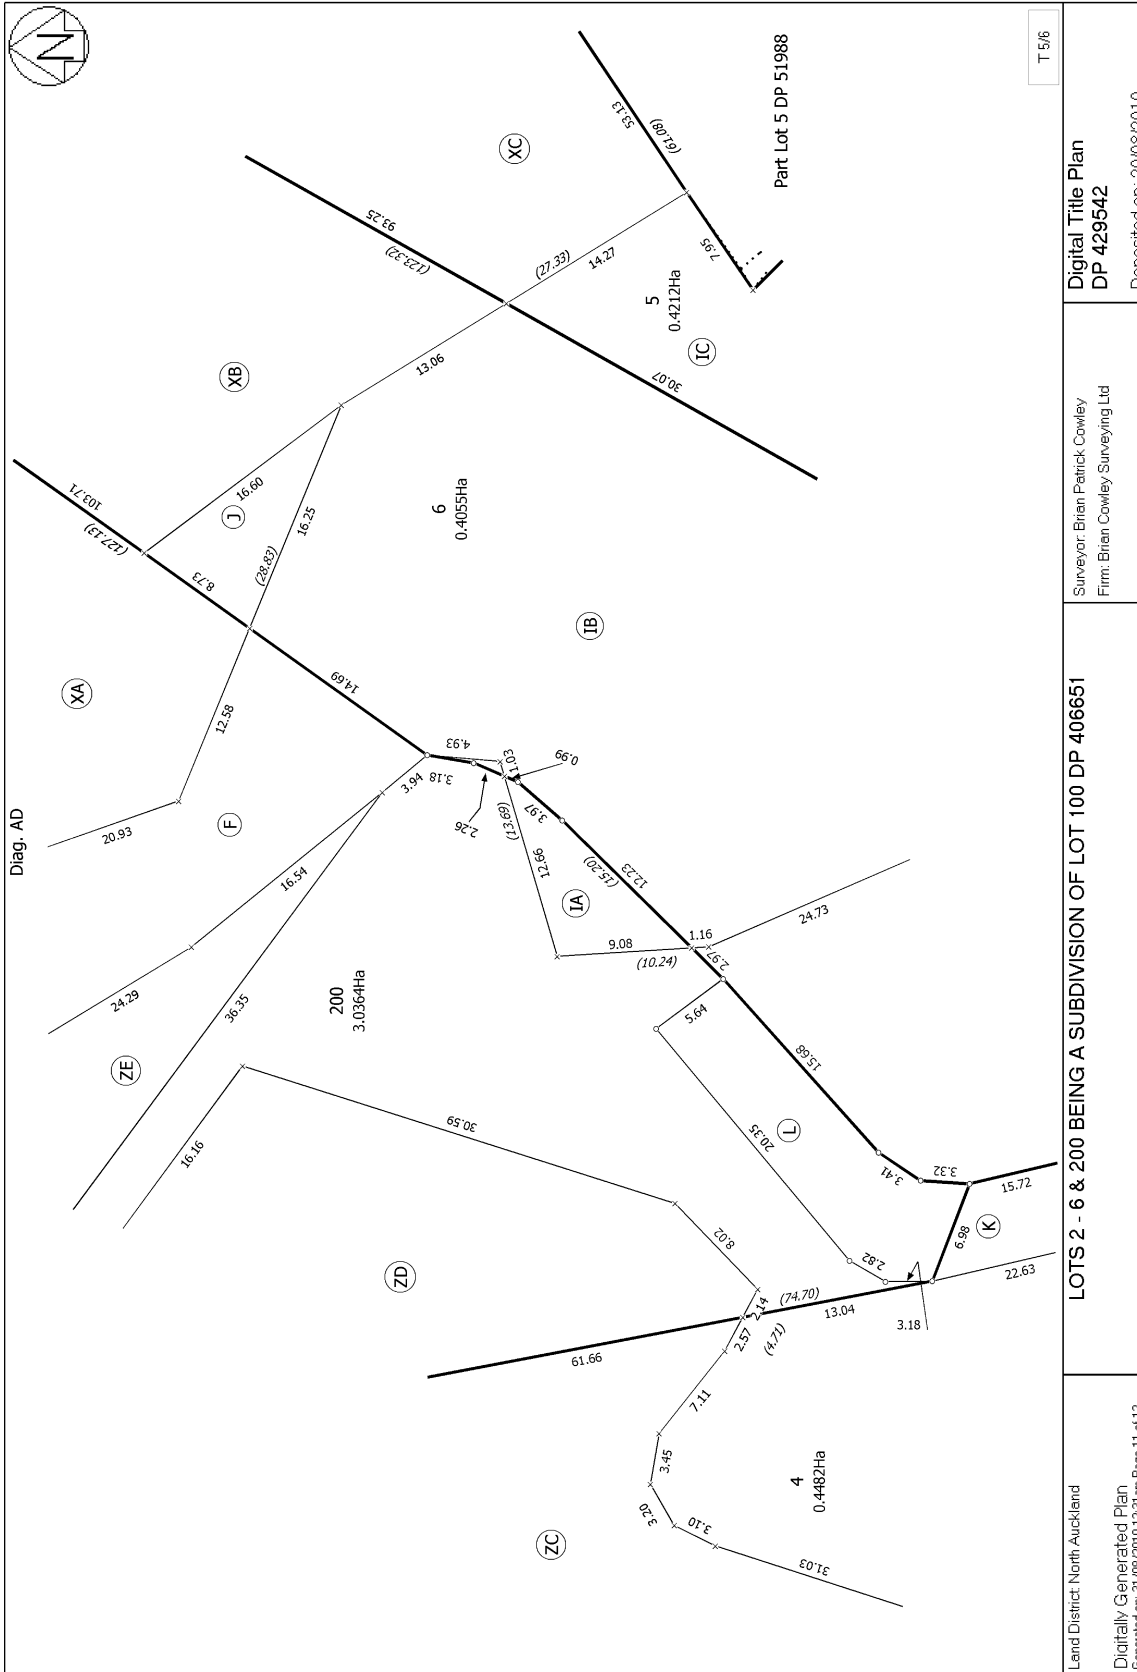 Diag. AD
N
T 5/6
XA
XB
XC
103.71
(127.13)
8.73
14.69
16.60
J
16.25
(28.83)
12.58
20.93
F
93.25
(123.32)
30.07
13.06
(27.33)
14.27
53.13
(61.08)
7.95
Part Lot 5 DP 51988
5
0.4212Ha
IC
6
0.4055Ha
IB
3.94
3.18
4.93
2.26
1.03
0.99
(13.69)
12.66
3.97
IA
12.23
(15.20)
9.08
(10.24)
1.16
2.97
24.73
16.54
24.29
36.35
ZE
16.16
200
3.0364Ha
30.59
5.64
15.68
20.35
L
3.41
3.32
2.82
6.98
15.72
K
22.63
3.18
8.02
ZD
2.14
(74.70)
13.04
2.57
(4.71)
61.66
7.11
3.45
3.20
3.10
31.03
ZC
4
0.4482Ha
Land District: North Auckland
Digitally Generated Plan
LOTS 2 - 6 & 200 BEING A SUBDIVISION OF LOT 100 DP 406651
Surveyor: Brian Patrick Cowley
Firm: Brian Cowley Surveying Ltd
Digital Title Plan
DP 429542